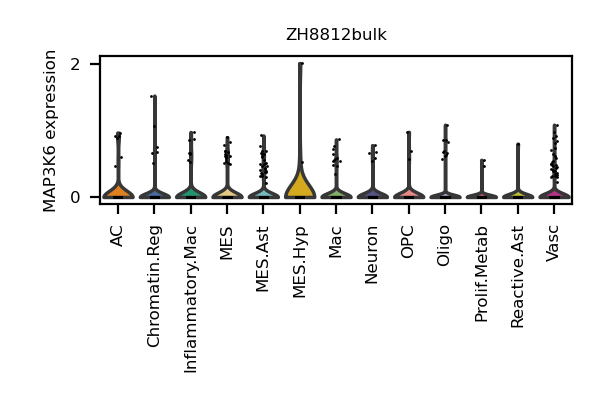 ZH8812bulk
MAP3K6 expression
2
0
AC
Chromatin.Reg
Inflammatory.Mac
MES
MES.Ast
MES.Hyp
Mac
Neuron
OPC
Oligo
Prolif.Metab
Reactive.Ast
Vasc